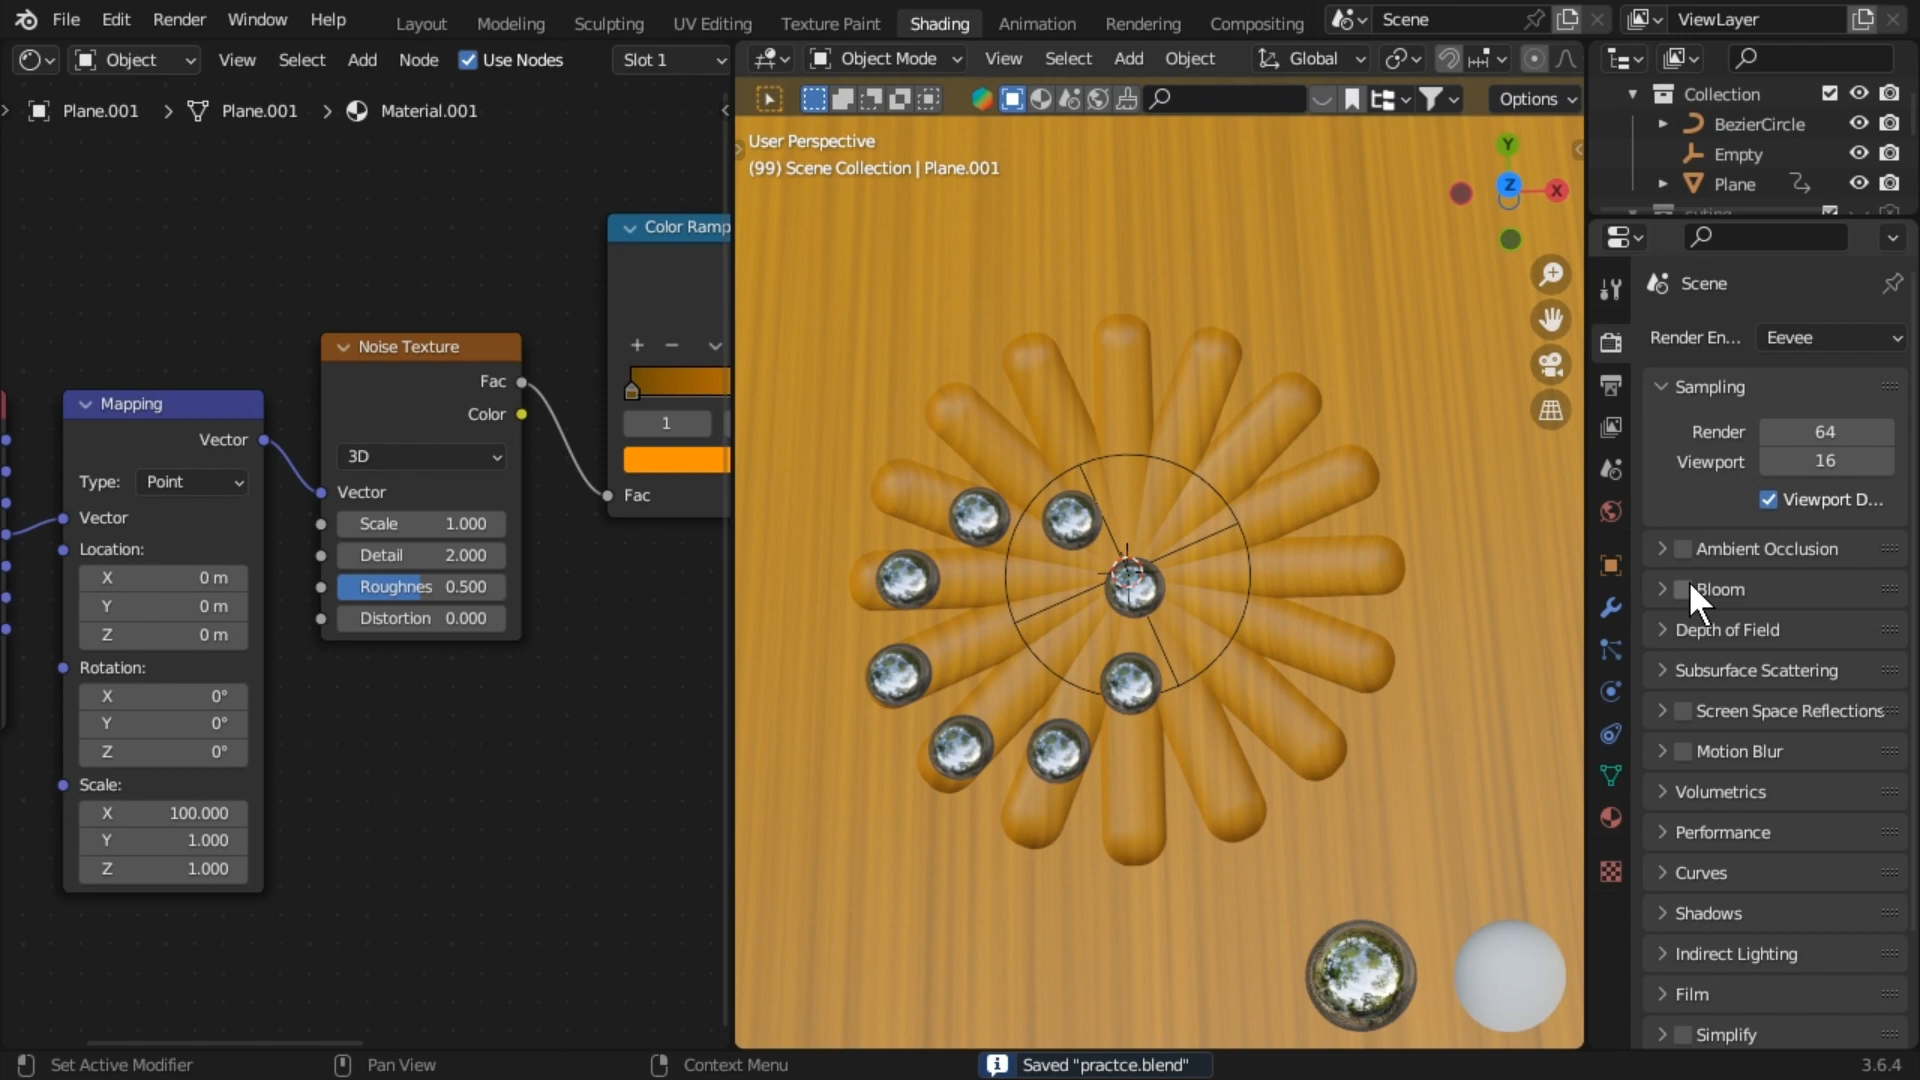 File Edit Render Window Help
Layout Modeling Sculpting UV Editing Texture Paint Shading Animation Rendering Compositing
Scene
ViewLayer
Object View Select Add Node Use Nodes Slot 1
Object Mode View Select Add Object Global
Plane.001 Plane.001 Material.001
Options
User Perspective
(99) Scene Collection | Plane.001
Y
Z
X
Mapping
Vector
Type: Point
Vector
Location:
X 0 m
Y 0 m
Z 0 m
Rotation:
X 0°
Y 0°
Z 0°
Scale:
X 100.000
Y 1.000
Z 1.000
Noise Texture
Fac
Color
3D
Vector
Scale 1.000
Detail 2.000
Roughnes 0.500
Distortion 0.000
Color Ramp
1
Fac
Collection
BezierCircle
Empty
Plane
Scene
Render En... Eevee
Sampling
Render 64
Viewport 16
Viewport D...
Ambient Occlusion
Bloom
Depth of Field
Subsurface Scattering
Screen Space Reflections
Motion Blur
Volumetrics
Performance
Curves
Shadows
Indirect Lighting
Film
Simplify
Set Active Modifier Pan View Context Menu Saved "practce.blend" 3.6.4